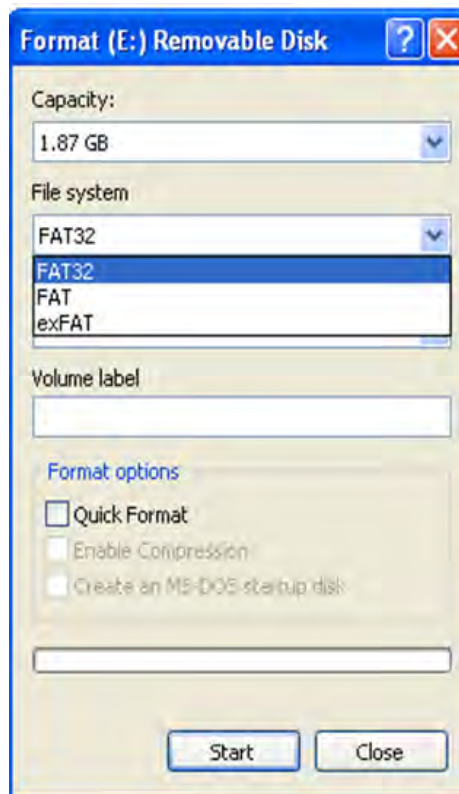 Format (E:) Removable Disk
Capacity:
1.87 GB
File system
FAT32
FAT32
FAT
exFAT
Volume label
Format options
Quick Format
Enable Compression
Create an MS-DOS startup disk
Start
Close